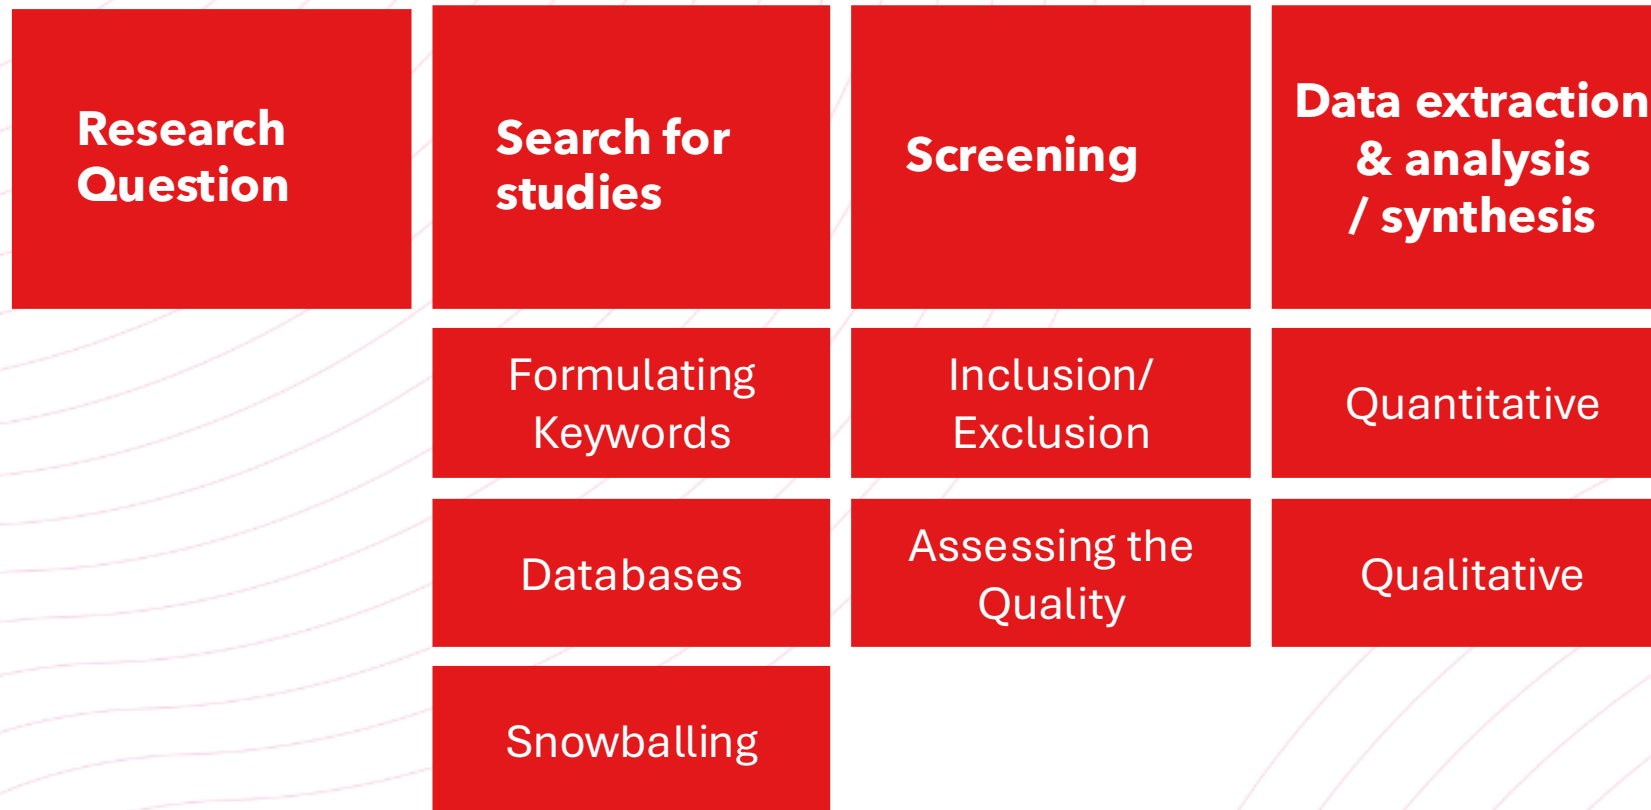 Research
Question
Search for
studies
Screening
Data extraction
& analysis
/ synthesis
Formulating
Keywords
Inclusion/
Exclusion
Quantitative
Databases
Assessing the
Quality
Qualitative
Snowballing